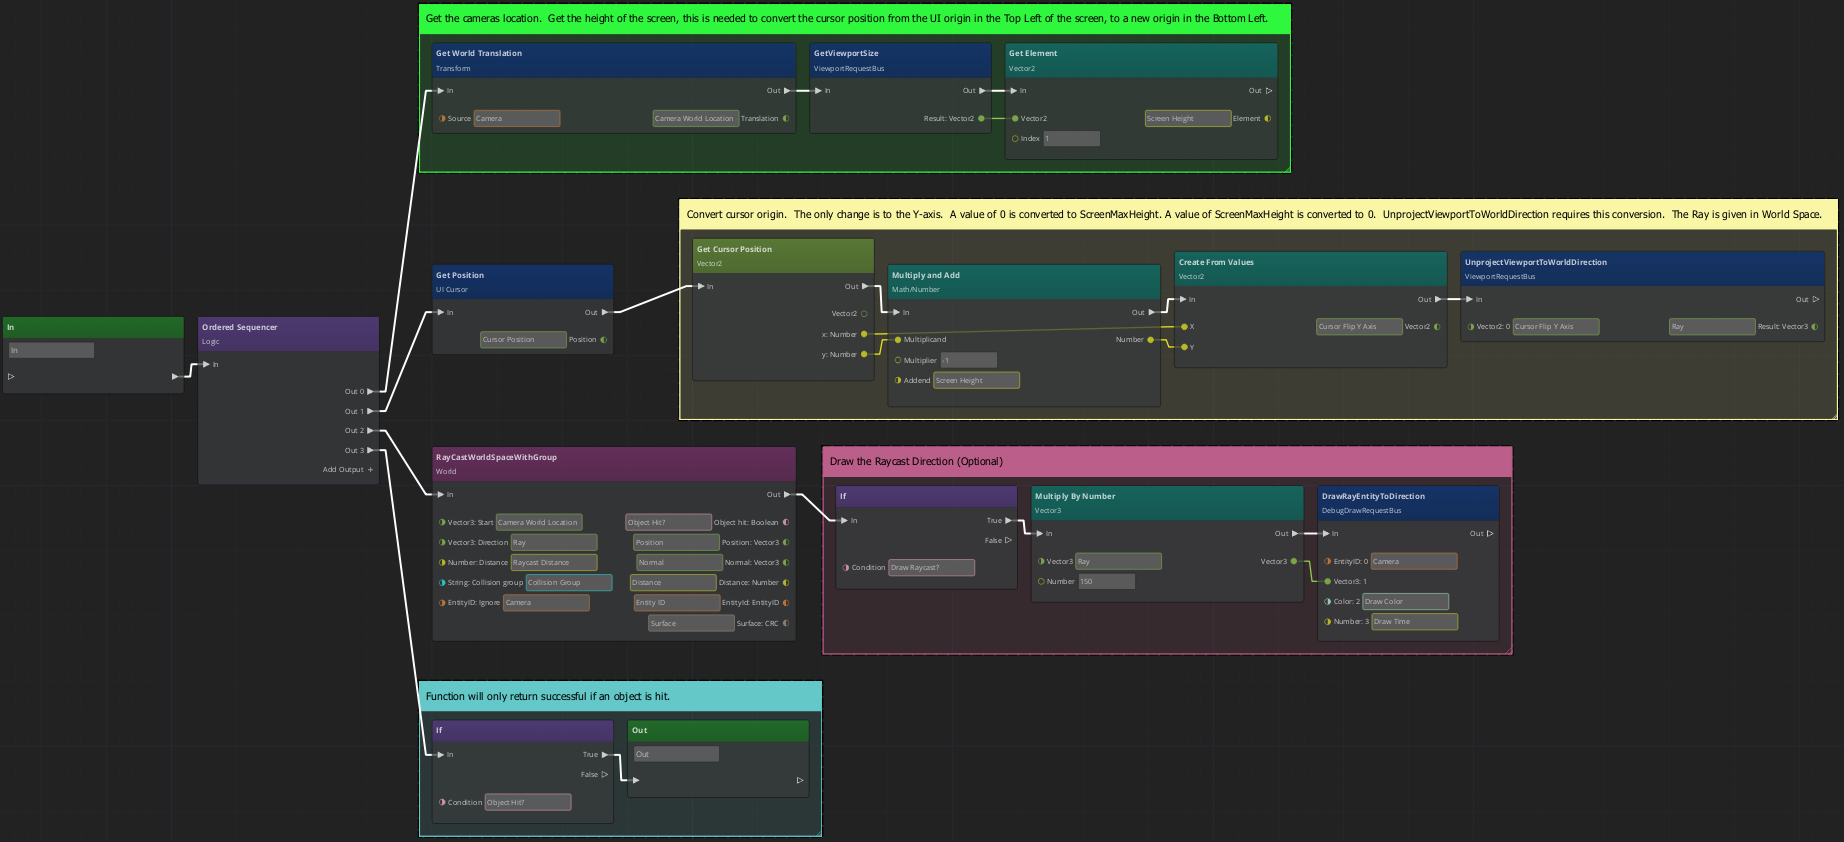 Get the cameras location.  Get the height of the screen, this is needed to convert the cursor position from the UI origin in the Top Left of the screen, to a new origin in the Bottom Left.
Get World Translation
Transform
In
Out
Source
Camera
Camera World Location
Translation
GetViewportSize
ViewportRequestBus
In
Out
Result: Vector2
Get Element
Vector2
In
Out
Vector2
Screen Height
Element
Index
1
Convert cursor origin.  The only change is to the Y-axis.  A value of 0 is converted to ScreenMaxHeight. A value of ScreenMaxHeight is converted to 0.  UnprojectViewportToWorldDirection requires this conversion.  The Ray is given in World Space.
Get Position
UI Cursor
In
Out
Cursor Position
Position
Get Cursor Position
Vector2
In
Out
Vector2
x: Number
y: Number
Multiply and Add
Math/Number
In
Out
Multiplicand
Number
Multiplier
-1
Addend
Screen Height
Create From Values
Vector2
In
Out
X
Cursor Flip Y Axis
Vector2
Y
UnprojectViewportToWorldDirection
ViewportRequestBus
In
Out
Vector2: 0
Cursor Flip Y Axis
Ray
Result: Vector3
In
In
Ordered Sequencer
Logic
In
Out 0
Out 1
Out 2
Out 3
Add Output +
RayCastWorldSpaceWithGroup
World
In
Out
Vector3: Start
Camera World Location
Object Hit?
Object hit: Boolean
Vector3: Direction
Ray
Position
Position: Vector3
Number: Distance
Raycast Distance
Normal
Normal: Vector3
String: Collision group
Collision Group
Distance
Distance: Number
EntityID: Ignore
Camera
Entity ID
EntityId: EntityID
Surface
Surface: CRC
Draw the Raycast Direction (Optional)
If
In
True
False
Condition
Draw Raycast?
Multiply By Number
Vector3
In
Out
Vector3
Ray
Vector3
Number
150
DrawRayEntityToDirection
DebugDrawRequestBus
In
Out
EntityID: 0
Camera
Vector3: 1
Color: 2
Draw Color
Number: 3
Draw Time
Function will only return successful if an object is hit.
If
In
True
False
Condition
Object Hit?
Out
Out